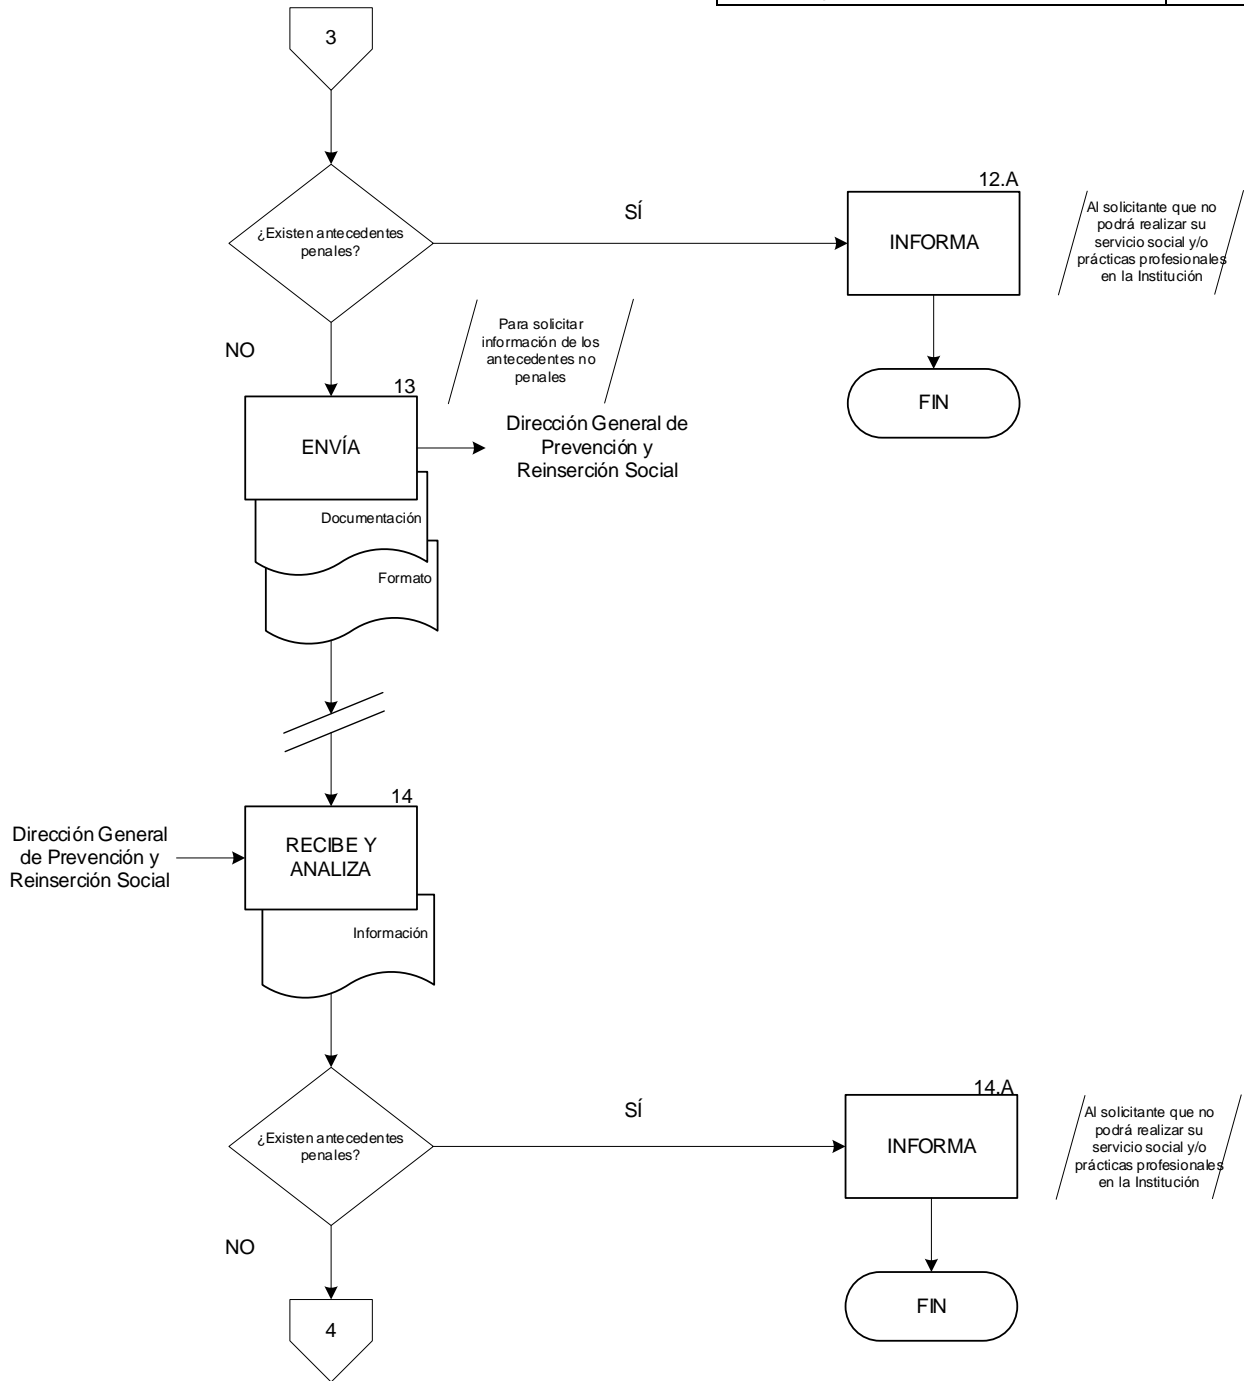 3
¿Existen antecedentes
penales?
SÍ
12.A
INFORMA
Al solicitante que no
podrá realizar su
servicio social y/o
prácticas profesionales
en la Institución
FIN
NO
Para solicitar
información de los
antecedentes no
penales
13
ENVÍA
Dirección General de
Prevención y
Reinserción Social
Documentación
Formato
14
Dirección General
de Prevención y
Reinserción Social
RECIBE Y
ANALIZA
Información
¿Existen antecedentes
penales?
SÍ
14.A
INFORMA
Al solicitante que no
podrá realizar su
servicio social y/o
prácticas profesionales
en la Institución
FIN
NO
4